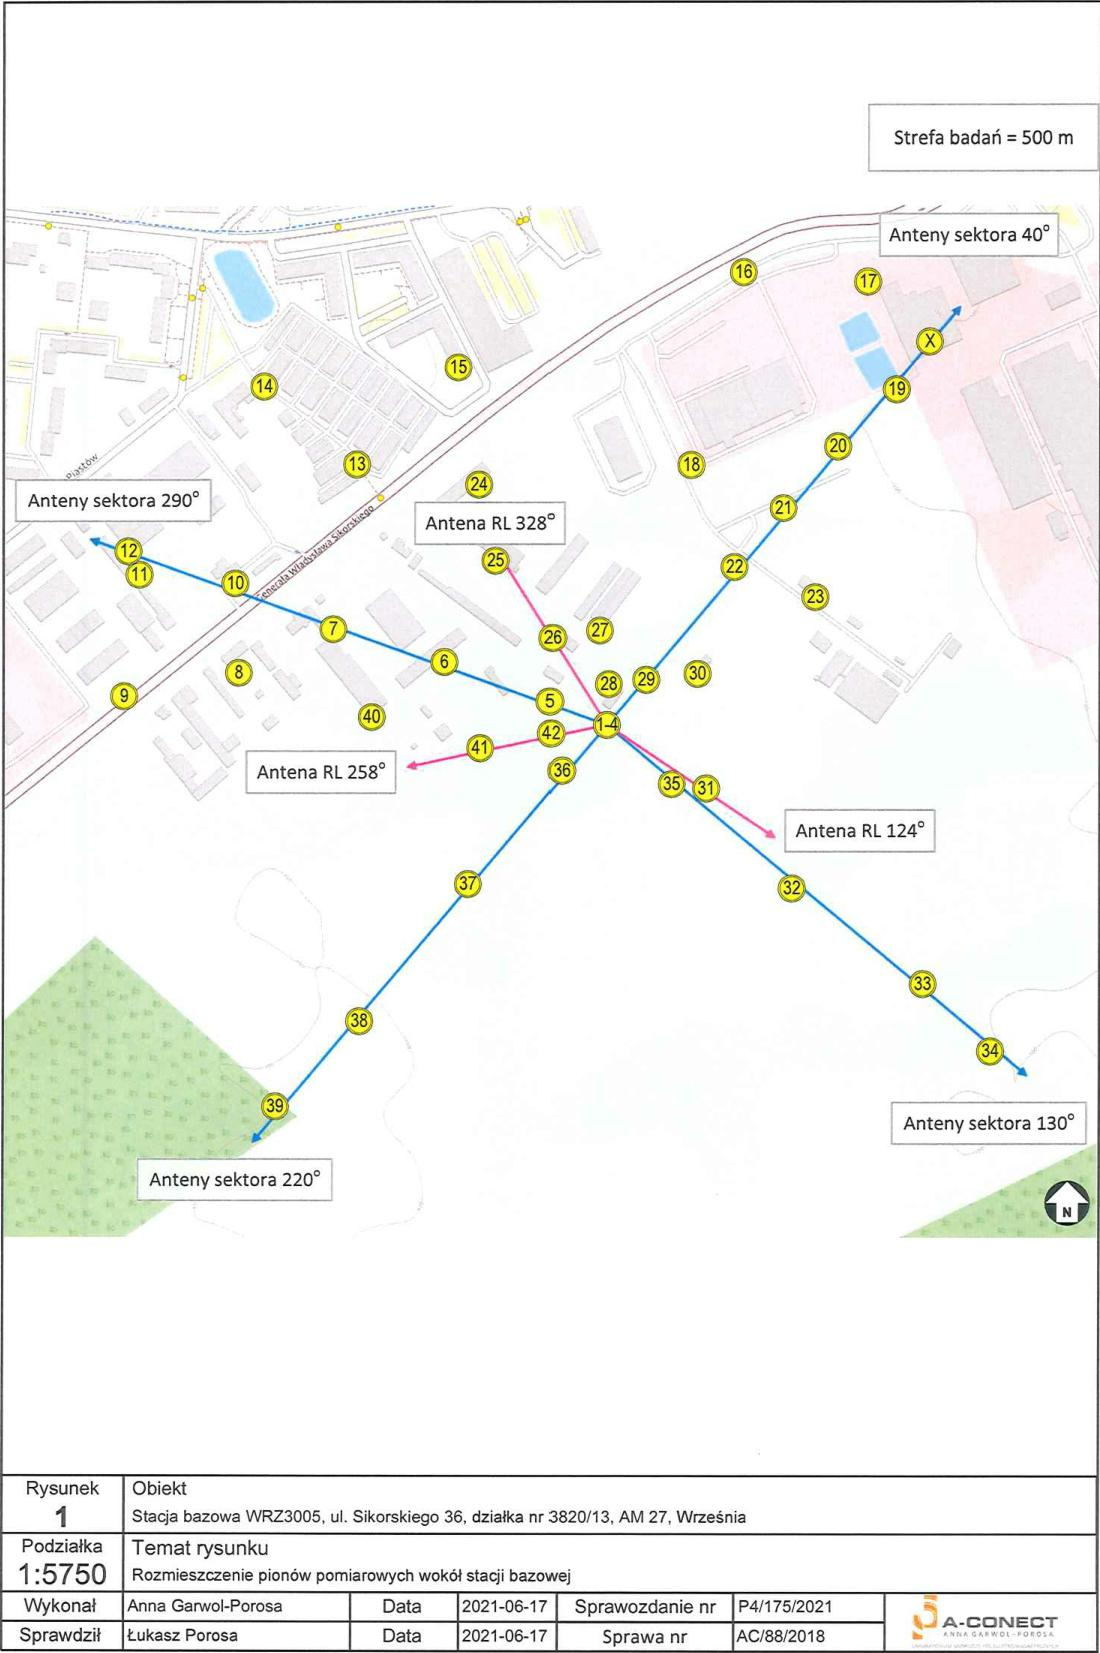 Strefa badań = 500 m
Anteny sektora 40°
16
17
X
15
14
19
20
13
18
Piastów
24
Anteny sektora 290°
21
Antena RL 328°
Generała Władysława Sikorskiego
12
25
22
11
10
23
7
27
26
6
8
30
29
28
9
5
40
1-4
42
41
Antena RL 258°
36
35
31
Antena RL 124°
37
32
33
38
34
39
Anteny sektora 130°
Anteny sektora 220°
N
Rysunek
1
Obiekt
Stacja bazowa WRZ3005, ul. Sikorskiego 36, działka nr 3820/13, AM 27, Września
Podziałka
1:5750
Temat rysunku
Rozmieszczenie pionów pomiarowych wokół stacji bazowej
Wykonał Anna Garwol-Porosa Data 2021-06-17 Sprawozdanie nr P4/175/2021
Sprawdził Łukasz Porosa Data 2021-06-17 Sprawa nr AC/88/2018
A-CONECT
ANNA GARWOL-POROSA